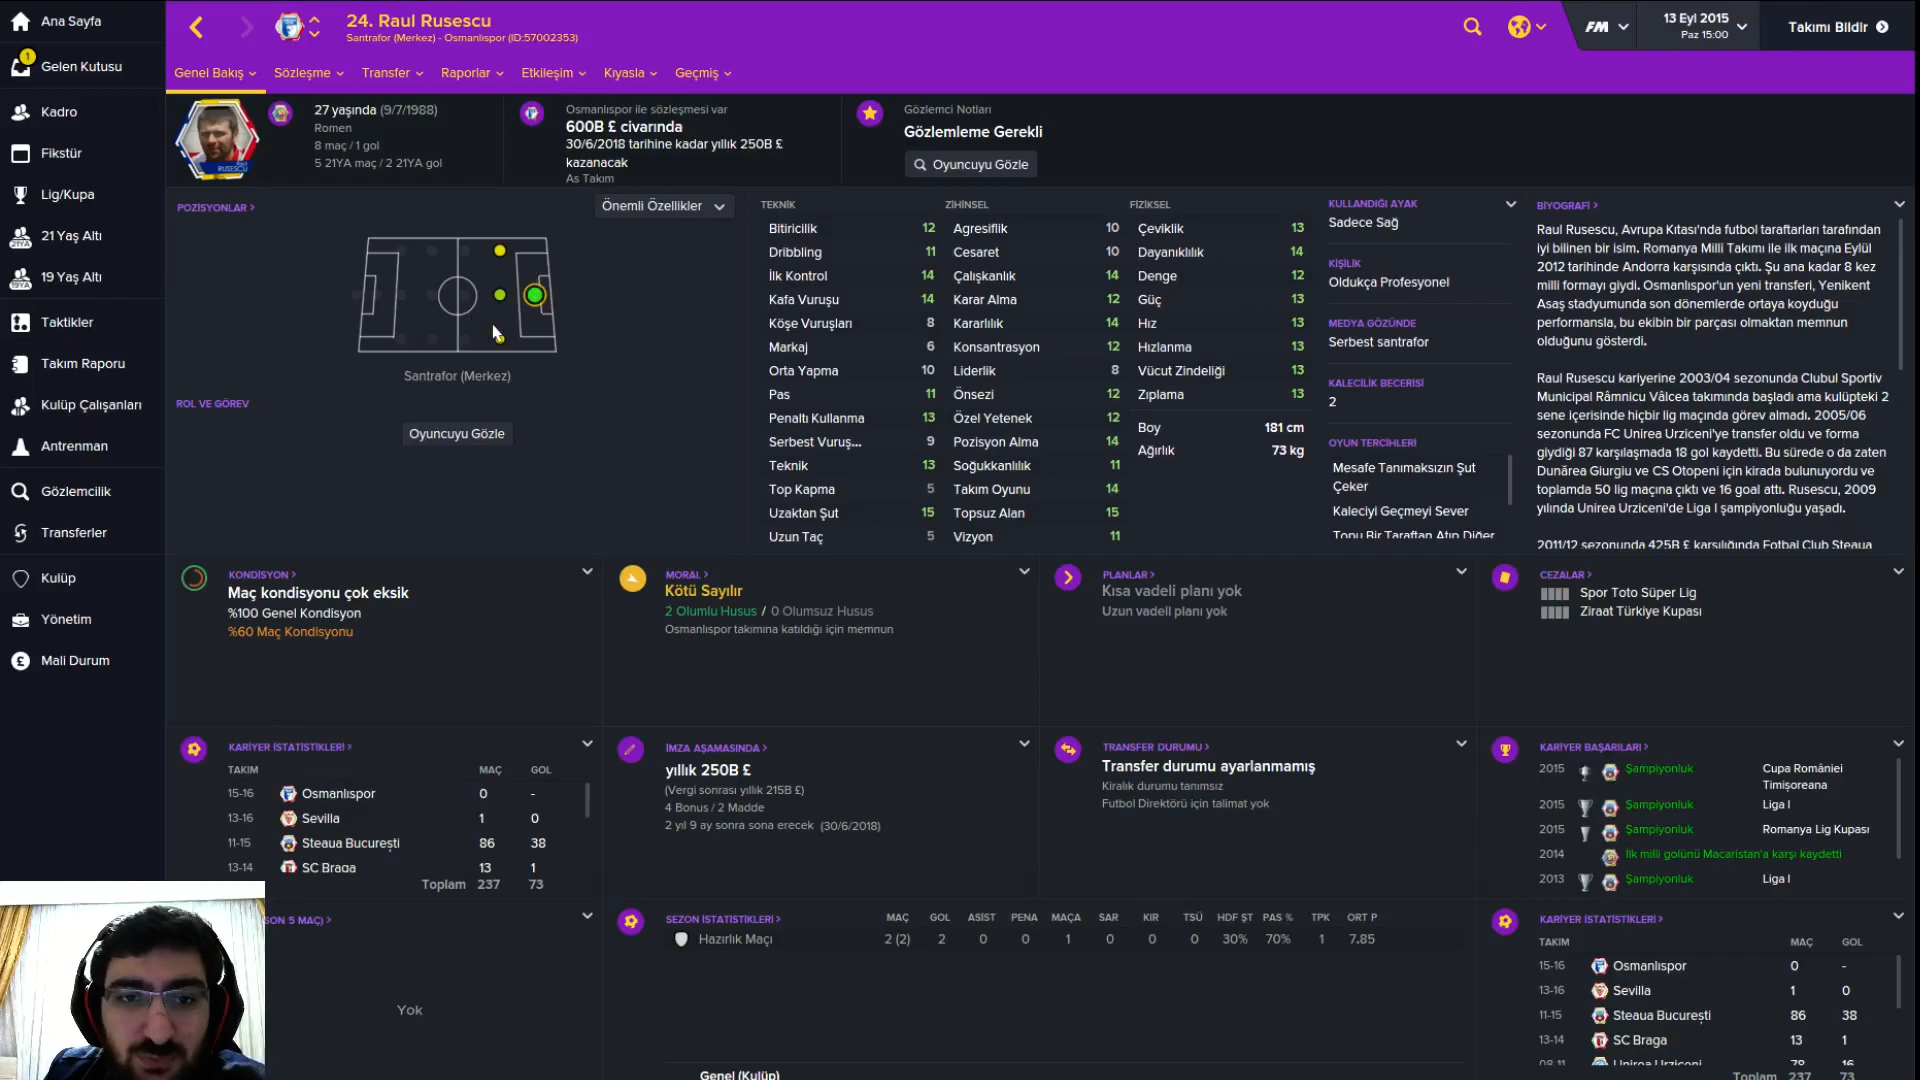 Ana Sayfa
1
Gelen Kutusu
Kadro
Fikstür
Lig/Kupa
21YA
21 Yaş Altı
19YA
19 Yaş Altı
Taktikler
Takım Raporu
Kulüp Çalışanları
Antrenman
Gözlemcilik
Transferler
Kulüp
Yönetim
Mali Durum
24. Raul Rusescu
Santrafor (Merkez) - Osmanlıspor (ID:57002353)
FM
13 Eyl 2015
Paz 15:00
Takımı Bildir
Genel Bakış
Sözleşme
Transfer
Raporlar
Etkileşim
Kıyasla
Geçmiş
RAUL
RUSESCU
27 yaşında (9/7/1988)
Romen
8 maç / 1 gol
5 21YA maç / 2 21YA gol
Osmanlıspor ile sözleşmesi var
600B £ civarında
30/6/2018 tarihine kadar yıllık 250B £
kazanacak
As Takım
Gözlemci Notları
Gözlemleme Gerekli
Oyuncuyu Gözle
POZİSYONLAR >
Önemli Özellikler
Santrafor (Merkez)
ROL VE GÖREV
Oyuncuyu Gözle
TEKNİK
Bitiricilik 12
Dribbling 11
İlk Kontrol 14
Kafa Vuruşu 14
Köşe Vuruşları 8
Markaj 6
Orta Yapma 10
Pas 11
Penaltı Kullanma 13
Serbest Vuruş... 9
Teknik 13
Top Kapma 5
Uzaktan Şut 15
Uzun Taç 5
ZİHİNSEL
Agresiflik 10
Cesaret 10
Çalışkanlık 14
Karar Alma 12
Kararlılık 14
Konsantrasyon 12
Liderlik 8
Önsezi 12
Özel Yetenek 12
Pozisyon Alma 14
Soğukkanlılık 11
Takım Oyunu 14
Topsuz Alan 15
Vizyon 11
FİZİKSEL
Çeviklik 13
Dayanıklılık 14
Denge 12
Güç 13
Hız 13
Hızlanma 13
Vücut Zindeliği 13
Zıplama 13
Boy 181 cm
Ağırlık 73 kg
KULLANDIĞI AYAK
Sadece Sağ
KİŞİLİK
Oldukça Profesyonel
MEDYA GÖZÜNDE
Serbest santrafor
KALECİLİK BECERİSİ
2
OYUN TERCİHLERİ
Mesafe Tanımaksızın Şut
Çeker
Kaleciyi Geçmeyi Sever
Topu Bir Taraftan Atıp Diğer
BİYOGRAFİ >
Raul Rusescu, Avrupa Kıtası'nda futbol taraftarları tarafından
iyi bilinen bir isim. Romanya Milli Takımı ile ilk maçına Eylül
2012 tarihinde Andorra karşısında çıktı. Şu ana kadar 8 kez
milli formayı giydi. Osmanlıspor'un yeni transferi, Yenikent
Asaş stadyumunda son dönemlerde ortaya koyduğu
performansla, bu ekibin bir parçası olmaktan memnun
olduğunu gösterdi.
Raul Rusescu kariyerine 2003/04 sezonunda Clubul Sportiv
Municipal Râmnicu Vâlcea takımında başladı ama kulüpteki 2
sene içerisinde hiçbir lig maçında görev almadı. 2005/06
sezonunda FC Unirea Urziceni'ye transfer oldu ve forma
giydiği 87 karşılaşmada 18 gol kaydetti. Bu sürede o da zaten
Dunărea Giurgiu ve CS Otopeni için kirada bulunuyordu ve
toplamda 50 lig maçına çıktı ve 16 goal attı. Rusescu, 2009
yılında Unirea Urziceni'de Liga I şampiyonluğu yaşadı.
2011/12 sezonunda 425B £ karşılığında Fotbal Club Steaua
KONDİSYON >
Maç kondisyonu çok eksik
%100 Genel Kondisyon
%60 Maç Kondisyonu
MORAL >
Kötü Sayılır
2 Olumlu Husus / 0 Olumsuz Husus
Osmanlıspor takımına katıldığı için memnun
PLANLAR >
Kısa vadeli planı yok
Uzun vadeli planı yok
CEZALAR >
Spor Toto Süper Lig
Ziraat Türkiye Kupası
KARİYER İSTATİSTİKLERİ >
TAKIM MAÇ GOL
15-16 Osmanlıspor 0 -
13-16 Sevilla 1 0
11-15 Steaua București 86 38
13-14 SC Braga 13 1
Toplam 237 73
İMZA AŞAMASINDA >
yıllık 250B £
(Vergi sonrası yıllık 215B £)
4 Bonus / 2 Madde
2 yıl 9 ay sonra sona erecek (30/6/2018)
TRANSFER DURUMU >
Transfer durumu ayarlanmamış
Kiralık durumu tanımsız
Futbol Direktörü için talimat yok
KARİYER BAŞARILARI >
2015 Şampiyonluk Cupa României
Timișoreana
2015 Şampiyonluk Liga I
2015 Şampiyonluk Romanya Lig Kupası
2014 İlk milli golünü Macaristan'a karşı kaydetti
2013 Şampiyonluk Liga I
SON 5 MAÇ) >
Yok
SEZON İSTATİSTİKLERİ >
MAÇ GOL ASİST PENA MAÇA SAR KIR TSÜ HDF ŞT PAS % TPK ORT P
Hazırlık Maçı 2 (2) 2 0 0 1 0 0 0 30% 70% 1 7.85
Genel (Kulüp)
KARİYER İSTATİSTİKLERİ >
TAKIM MAÇ GOL
15-16 Osmanlıspor 0 -
13-16 Sevilla 1 0
11-15 Steaua București 86 38
13-14 SC Braga 13 1
08-11 Unirea Urziceni 78 16
Toplam 237 73